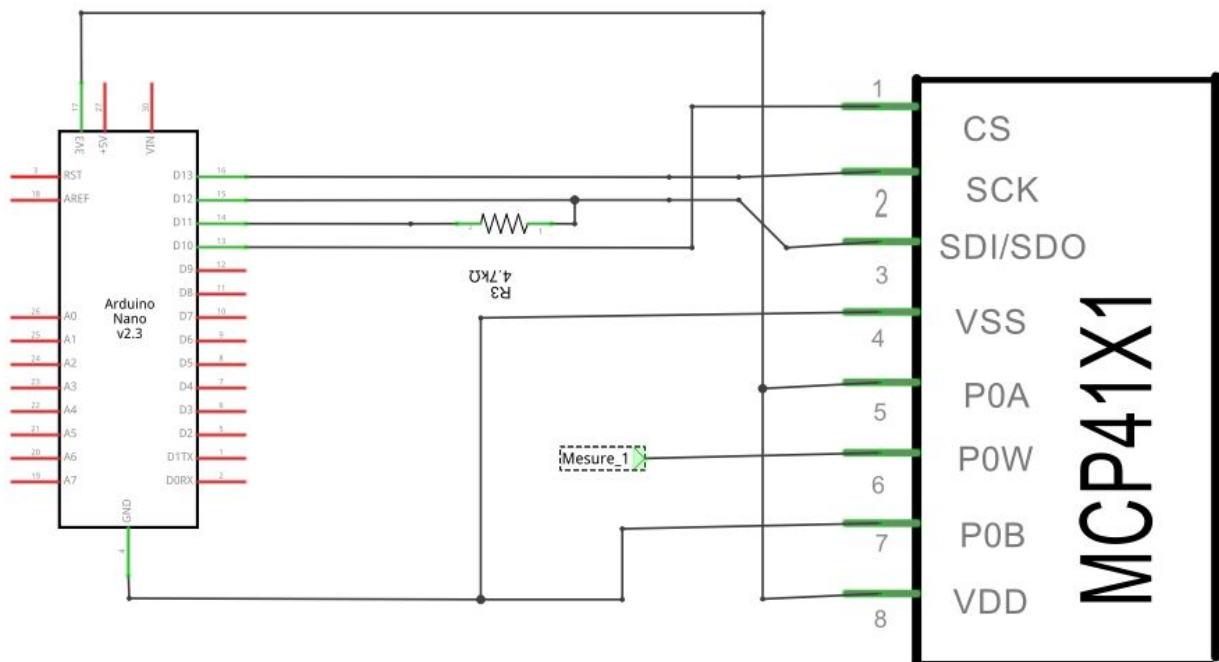 17
27
30
3V3
+5V
VIN
3 RST
18 AREF
D13 16
D12 15
D11 14
D10 13
D9 12
D8 11
D7 10
D6 9
D5 8
D4 7
D3 6
D2 5
D1TX 1
D0RX 2
26 A0
25 A1
24 A2
23 A3
22 A4
21 A5
20 A6
19 A7
Arduino
Nano
v2.3
GND
4
2
1
R3
4.7kΩ
Mesure_1
1
CS
2
SCK
3
SDI/SDO
4
VSS
5
P0A
6
P0W
7
P0B
8
VDD
MCP41X1